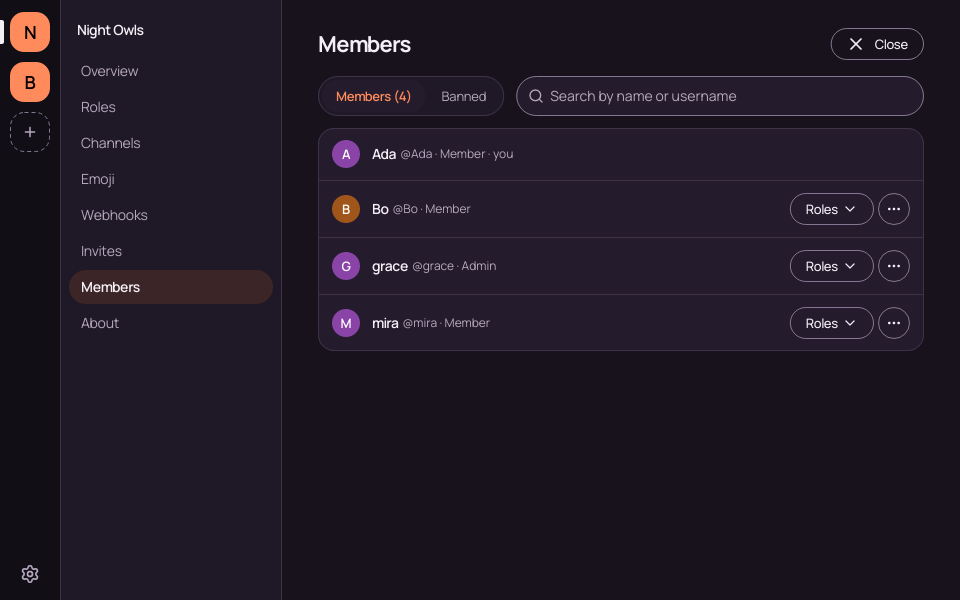 N
B
Night Owls
Overview
Roles
Channels
Emoji
Webhooks
Invites
Members
About
Members
Close
Members (4)
Banned
Search by name or username
A
Ada @Ada · Member · you
B
Bo @Bo · Member
Roles
G
grace @grace · Admin
Roles
M
mira @mira · Member
Roles